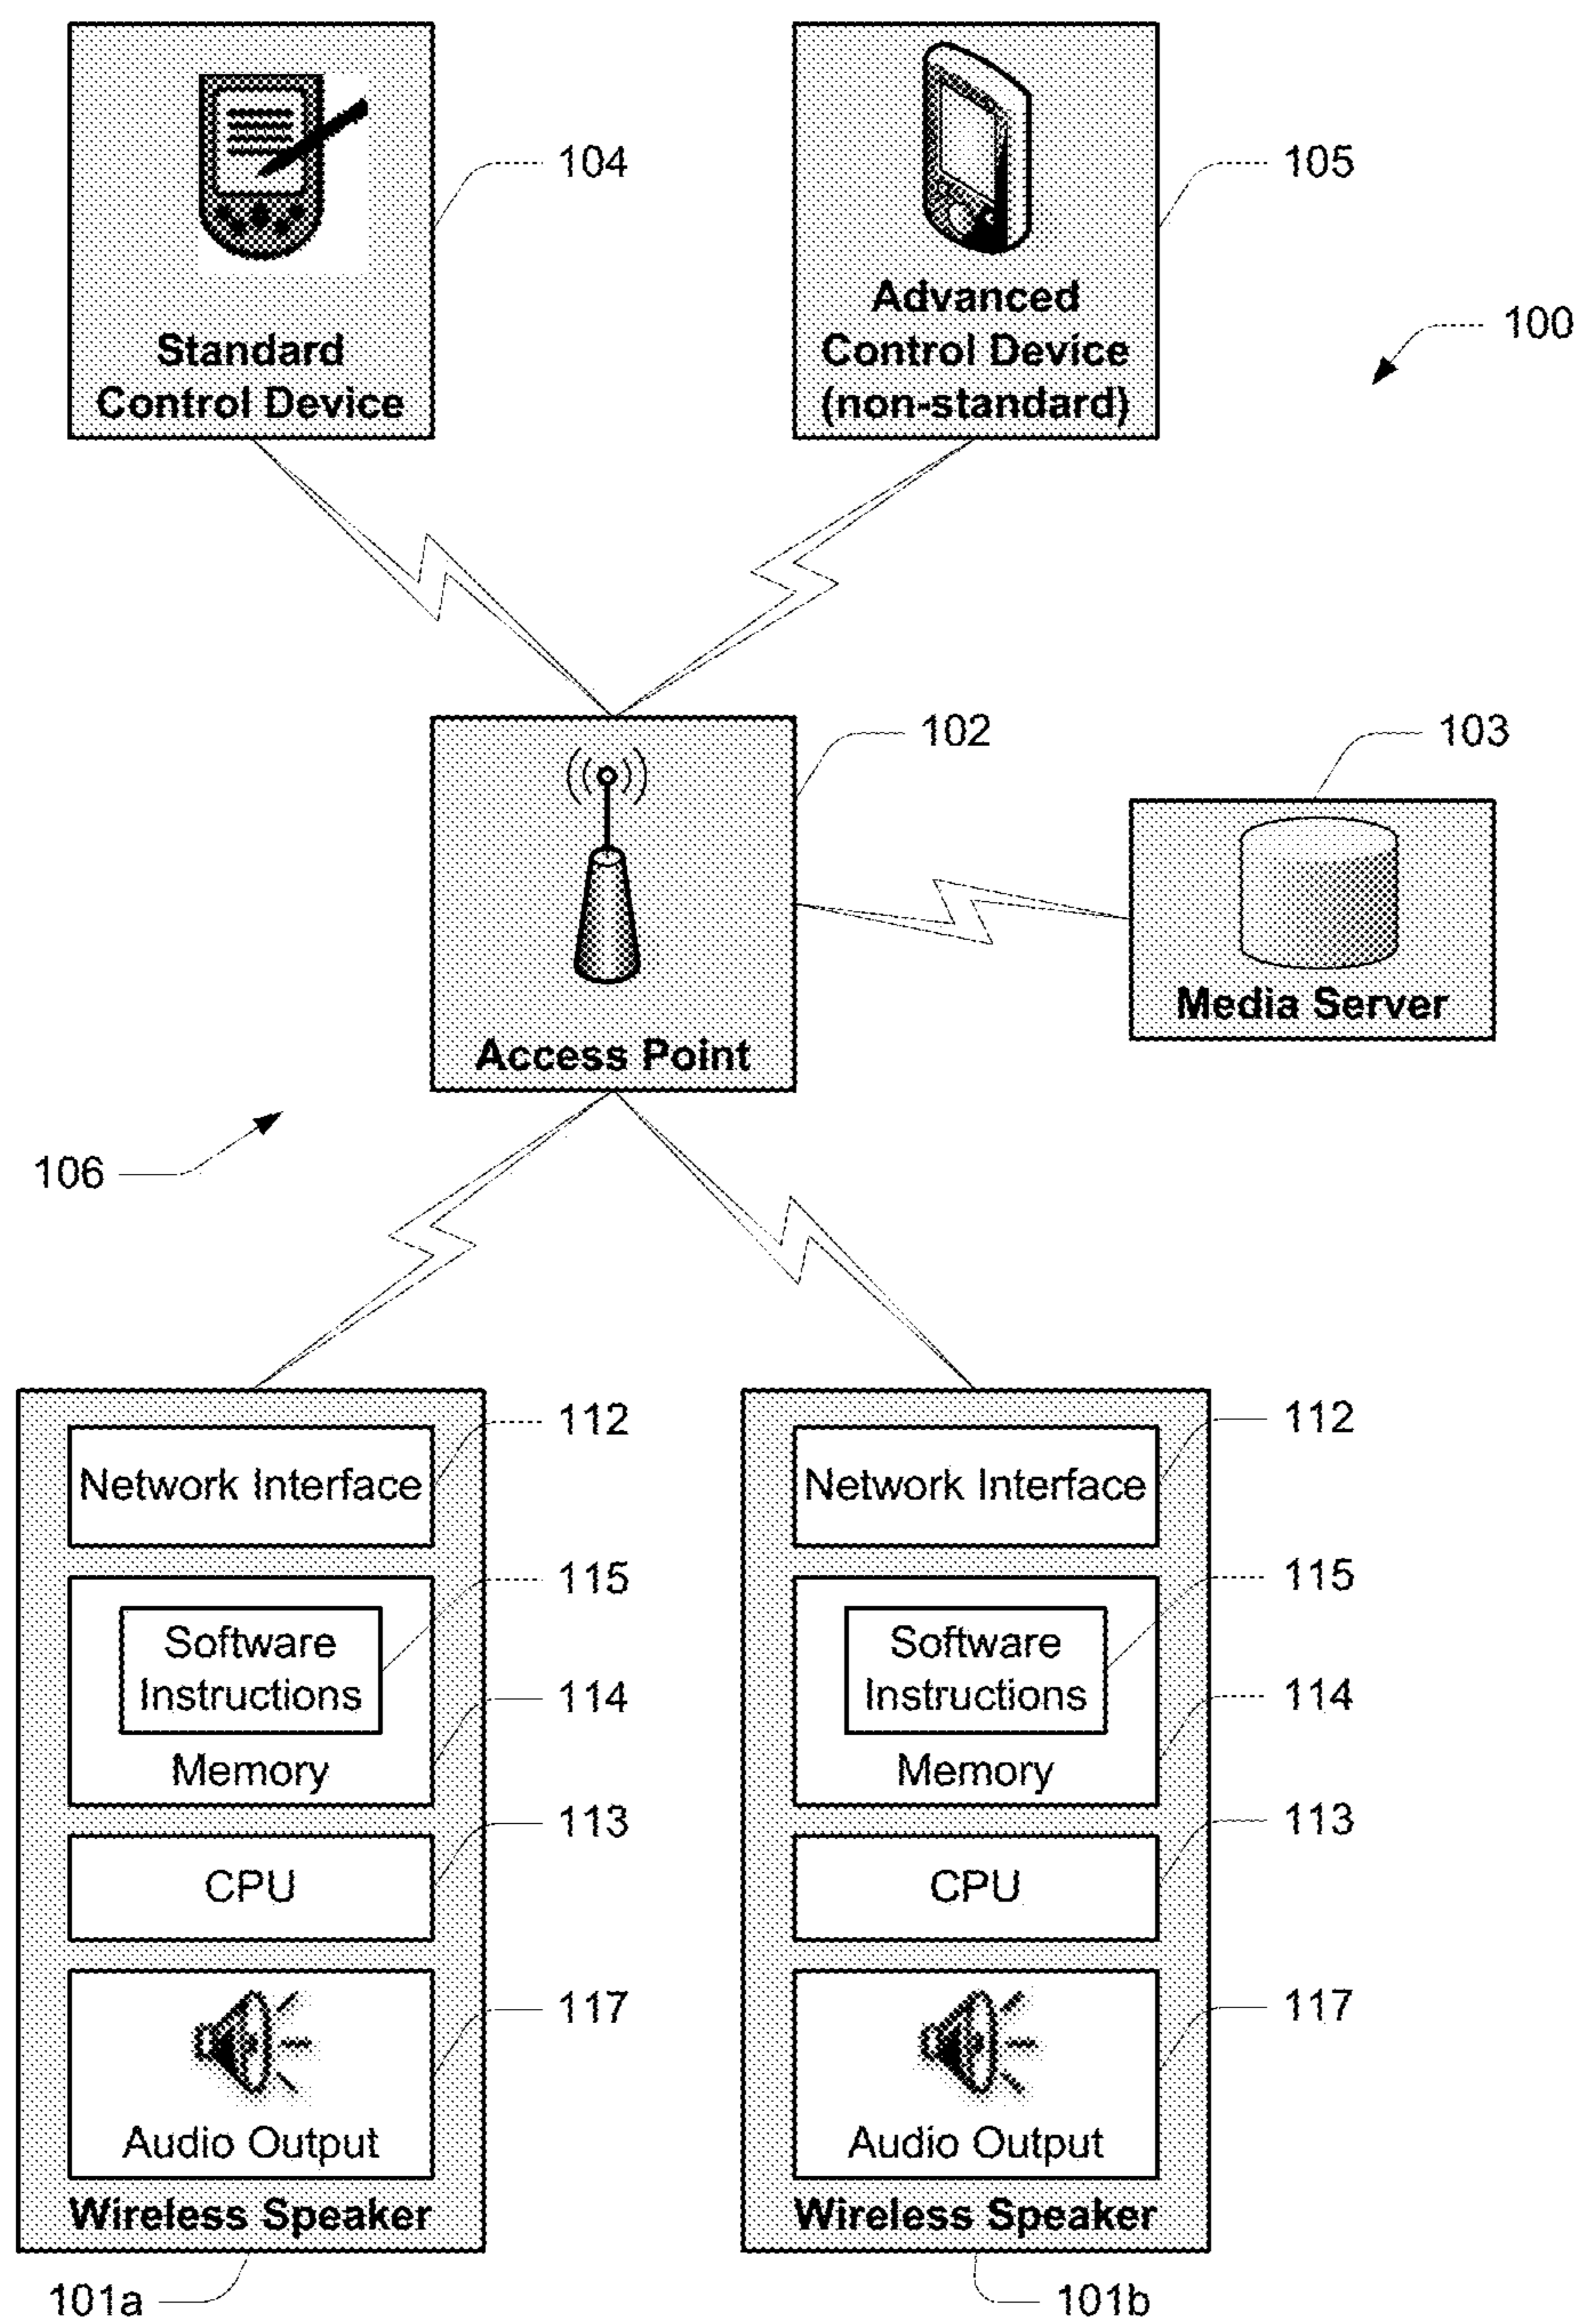 104
105
Standard
Control Device
Advanced
Control Device
(non-standard)
100
102
103
Access Point
Media Server
106
Network Interface
112
Software
Instructions
115
Memory
114
CPU
113
Audio Output
117
Wireless Speaker
101a
Network Interface
112
Software
Instructions
115
Memory
114
CPU
113
Audio Output
117
Wireless Speaker
101b